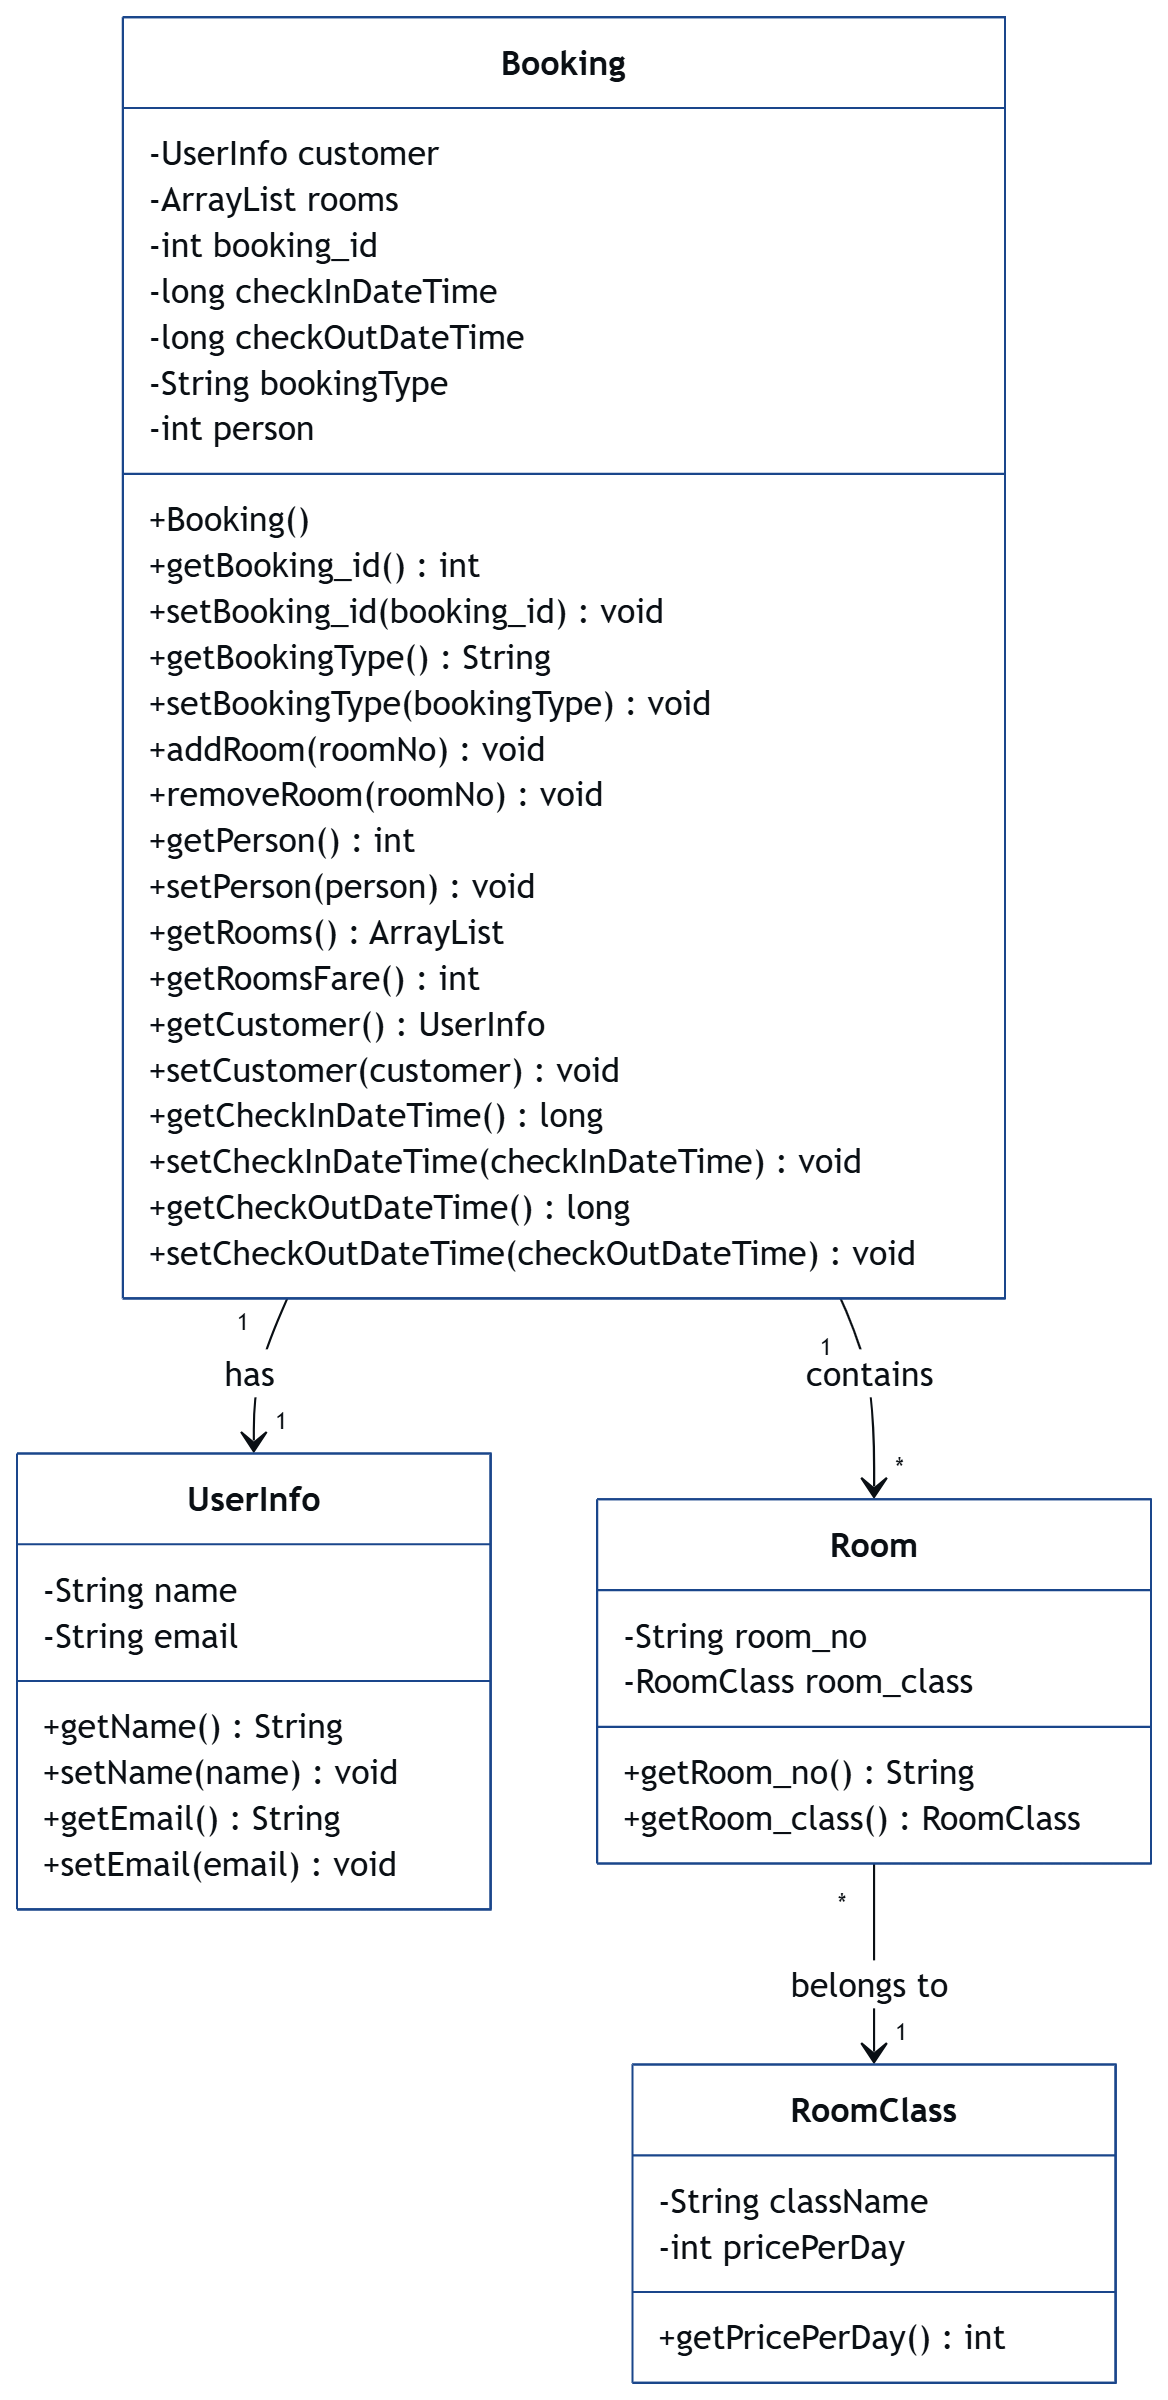 Booking
-UserInfo customer
-ArrayList rooms
-int booking_id
-long checkInDateTime
-long checkOutDateTime
-String bookingType
-int person
+Booking()
+getBooking_id() : int
+setBooking_id(booking_id) : void
+getBookingType() : String
+setBookingType(bookingType) : void
+addRoom(roomNo) : void
+removeRoom(roomNo) : void
+getPerson() : int
+setPerson(person) : void
+getRooms() : ArrayList
+getRoomsFare() : int
+getCustomer() : UserInfo
+setCustomer(customer) : void
+getCheckInDateTime() : long
+setCheckInDateTime(checkInDateTime) : void
+getCheckOutDateTime() : long
+setCheckOutDateTime(checkOutDateTime) : void
1
has
1
1
contains
*
UserInfo
-String name
-String email
+getName() : String
+setName(name) : void
+getEmail() : String
+setEmail(email) : void
Room
-String room_no
-RoomClass room_class
+getRoom_no() : String
+getRoom_class() : RoomClass
*
belongs to
1
RoomClass
-String className
-int pricePerDay
+getPricePerDay() : int